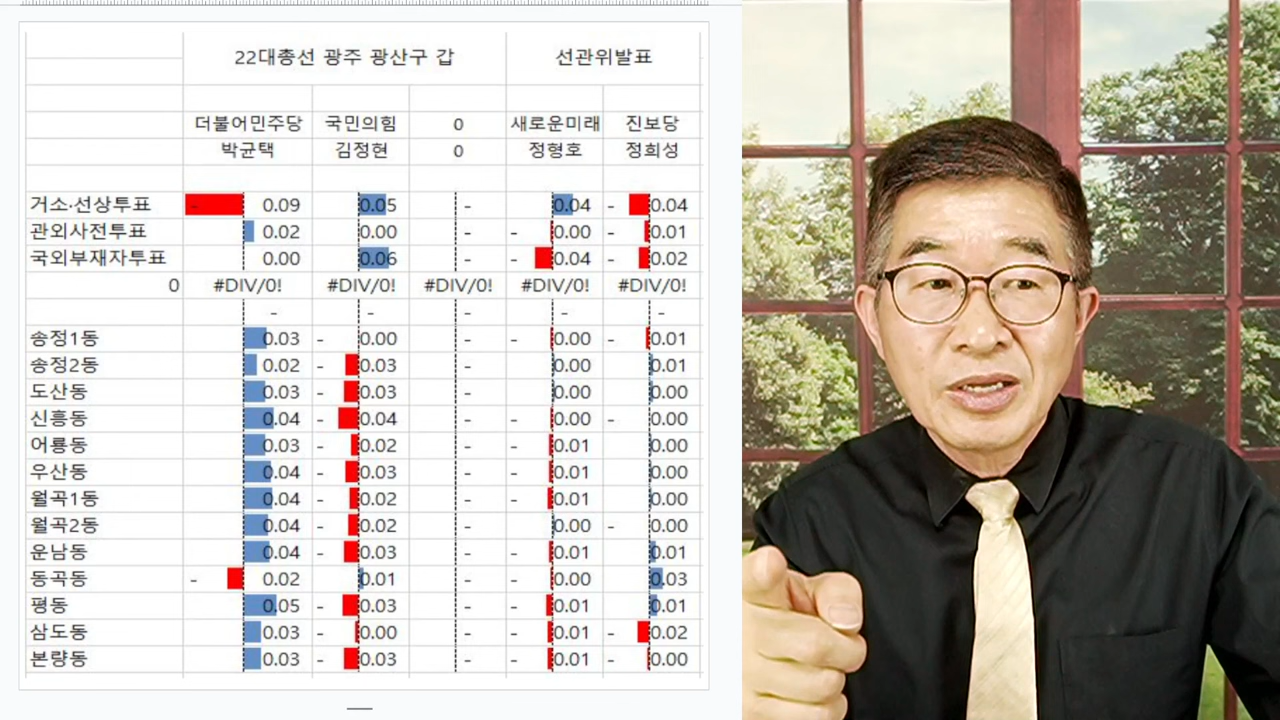 22대총선 광주 광산구 갑 선관위발표
더불어민주당 국민의힘 0 새로운미래 진보당
박균택 김정현 0 정형호 정희성
거소·선상투표 - 0.09 0.05 - 0.04 - 0.04
관외사전투표 0.02 0.00 - - 0.00 - 0.01
국외부재자투표 0.00 0.06 - - 0.04 - 0.02
0 #DIV/0! #DIV/0! #DIV/0! #DIV/0! #DIV/0!
- - - - -
송정1동 0.03 - 0.00 - - 0.00 - 0.01
송정2동 0.02 - 0.03 - 0.00 0.01
도산동 0.03 - 0.03 - 0.00 0.00
신흥동 0.04 - 0.04 - - 0.00 - 0.00
어룡동 0.03 - 0.02 - - 0.01 0.00
우산동 0.04 - 0.03 - - 0.01 0.00
월곡1동 0.04 - 0.02 - - 0.01 0.00
월곡2동 0.04 - 0.02 - 0.00 - 0.00
운남동 0.04 - 0.03 - - 0.01 0.01
동곡동 - 0.02 0.01 - - 0.00 0.03
평동 0.05 - 0.03 - - 0.01 0.01
삼도동 0.03 - 0.00 - - 0.01 - 0.02
본량동 0.03 - 0.03 - - 0.01 - 0.00